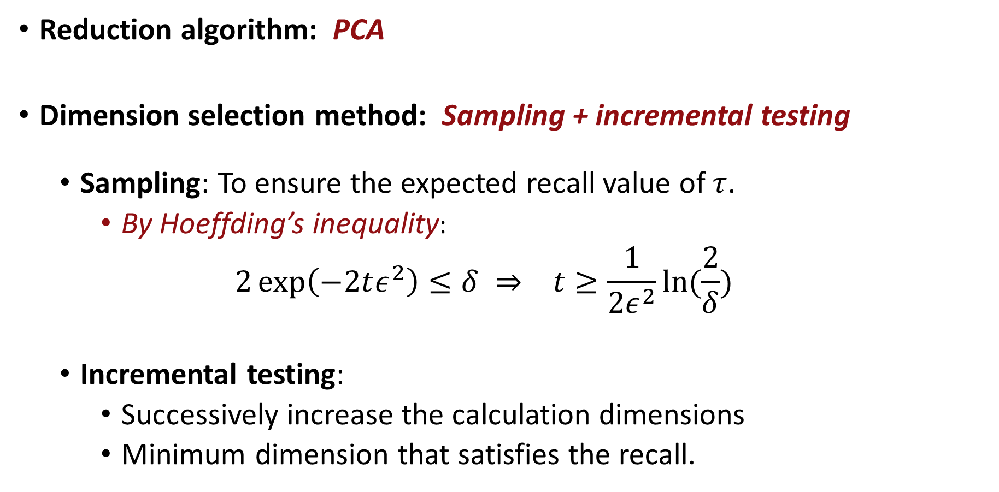 • Reduction algorithm: PCA
• Dimension selection method: Sampling + incremental testing
• Sampling: To ensure the expected recall value of τ.
• By Hoeffding’s inequality:
2 exp(−2tϵ²) ≤ δ ⇒ t ≥ 1/(2ϵ²) ln(2/δ)
• Incremental testing:
• Successively increase the calculation dimensions
• Minimum dimension that satisfies the recall.